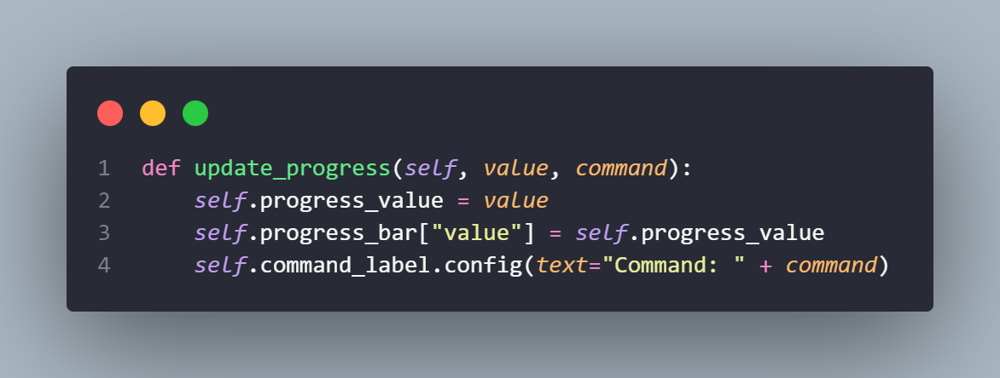 1 def update_progress(self, value, command):
2     self.progress_value = value
3     self.progress_bar["value"] = self.progress_value
4     self.command_label.config(text="Command: " + command)